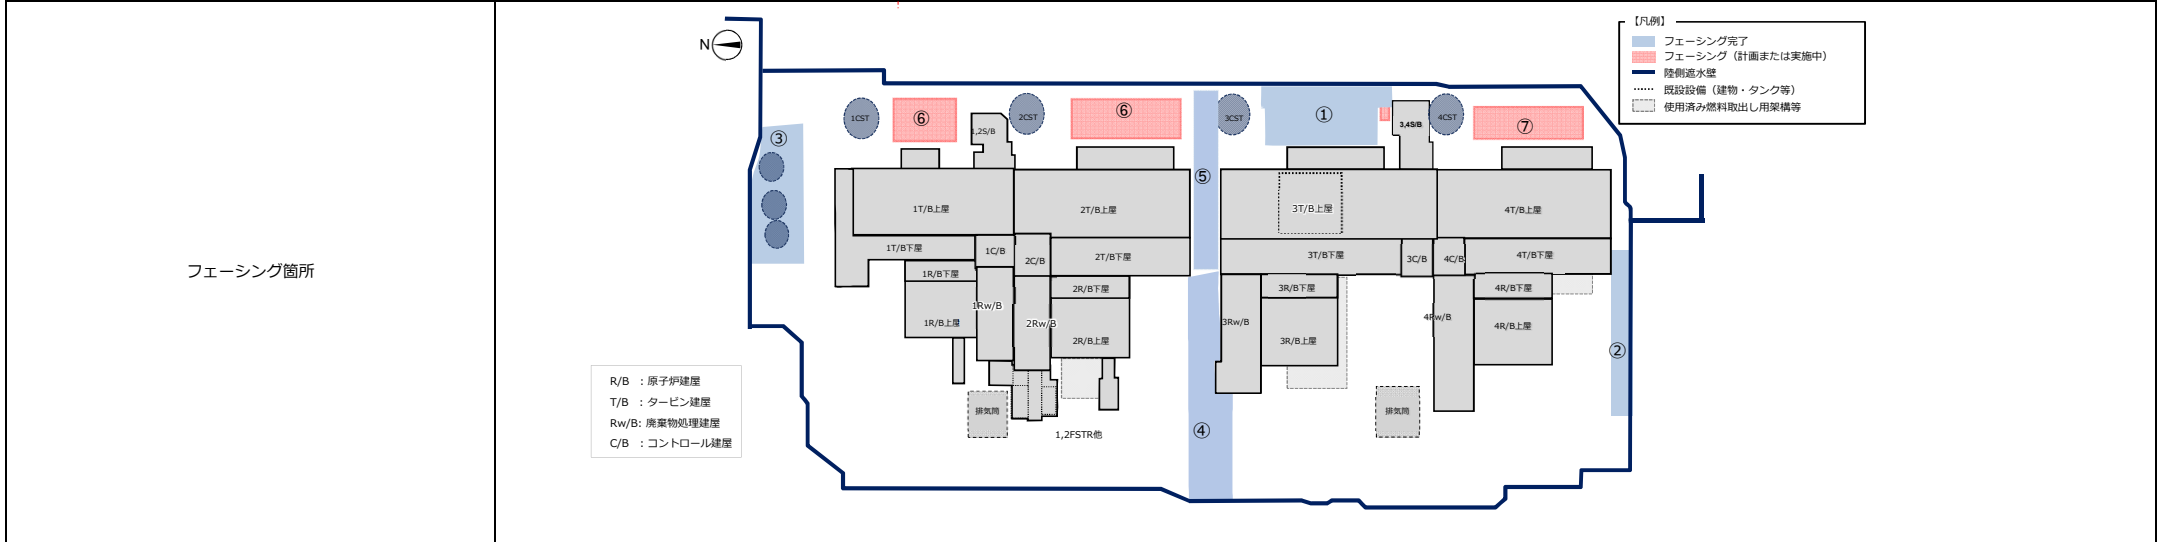 フェーシング箇所
N
【凡例】
フェーシング完了
フェーシング（計画または実施中）
陸側遮水壁
既設設備（建物・タンク等）
使用済み燃料取出し用架構等
1CST
⑥
2CST
⑥
3CST
①
3,4S/B
4CST
⑦
③
1,2S/B
⑤
1T/B上屋
2T/B上屋
3T/B上屋
4T/B上屋
1T/B下屋
1C/B
2C/B
2T/B下屋
3T/B下屋
3C/B
4C/B
4T/B下屋
1R/B下屋
2R/B下屋
3R/B下屋
4R/B下屋
1Rw/B
1R/B上屋
2Rw/B
2R/B上屋
3Rw/B
3R/B上屋
4Rw/B
4R/B上屋
②
R/B ：原子炉建屋
T/B ：タービン建屋
Rw/B：廃棄物処理建屋
C/B ：コントロール建屋
排気筒
排気筒
1,2FSTR他
④